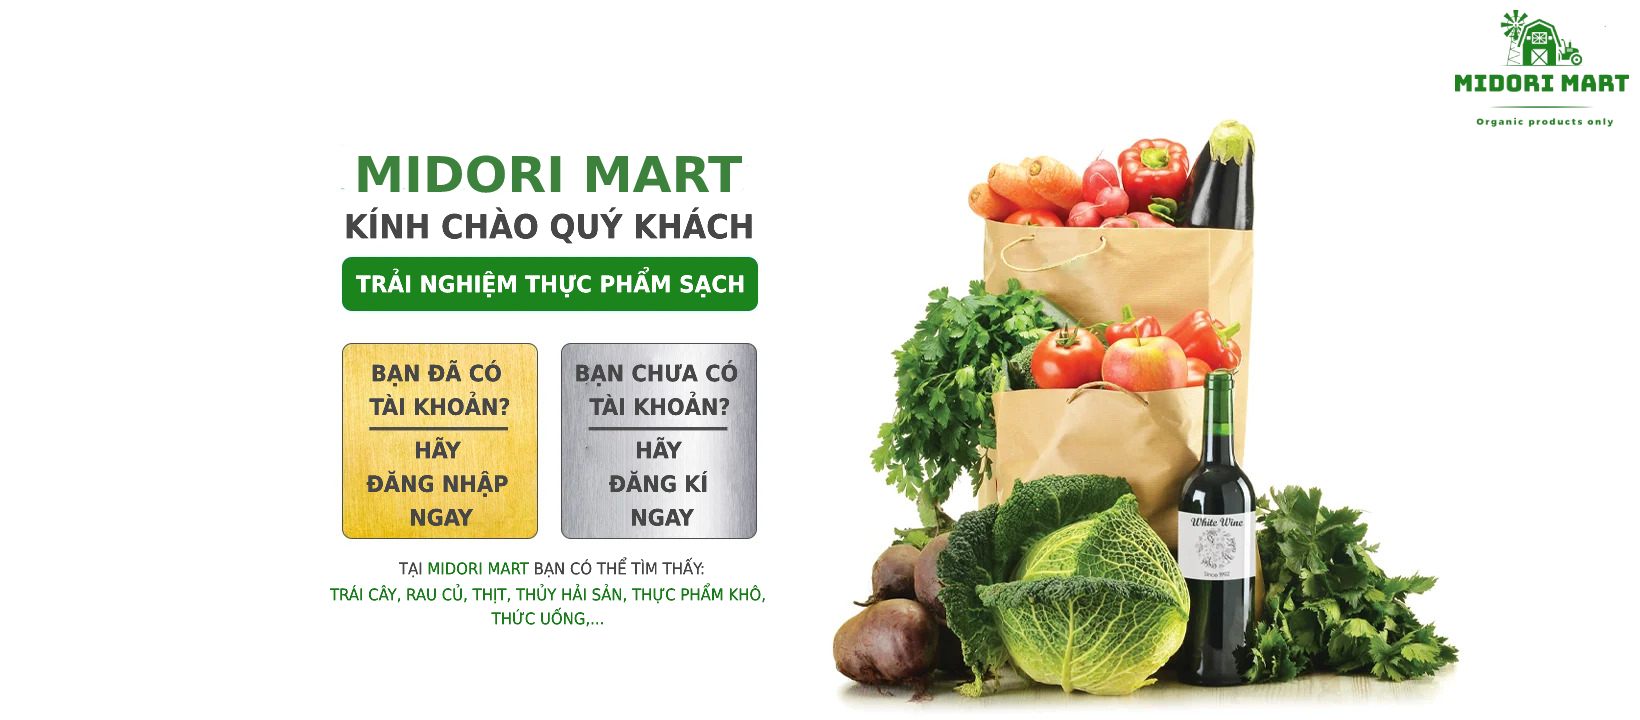 MIDORI MART
Organic products only
MIDORI MART
KÍNH CHÀO QUÝ KHÁCH
TRẢI NGHIỆM THỰC PHẨM SẠCH
BẠN ĐÃ CÓ
TÀI KHOẢN?
HÃY
ĐĂNG NHẬP
NGAY
BẠN CHƯA CÓ
TÀI KHOẢN?
HÃY
ĐĂNG KÍ
NGAY
TẠI MIDORI MART BẠN CÓ THỂ TÌM THẤY:
TRÁI CÂY, RAU CỦ, THỊT, THỦY HẢI SẢN, THỰC PHẨM KHÔ,
THỨC UỐNG,...
White Wine
Since 1992